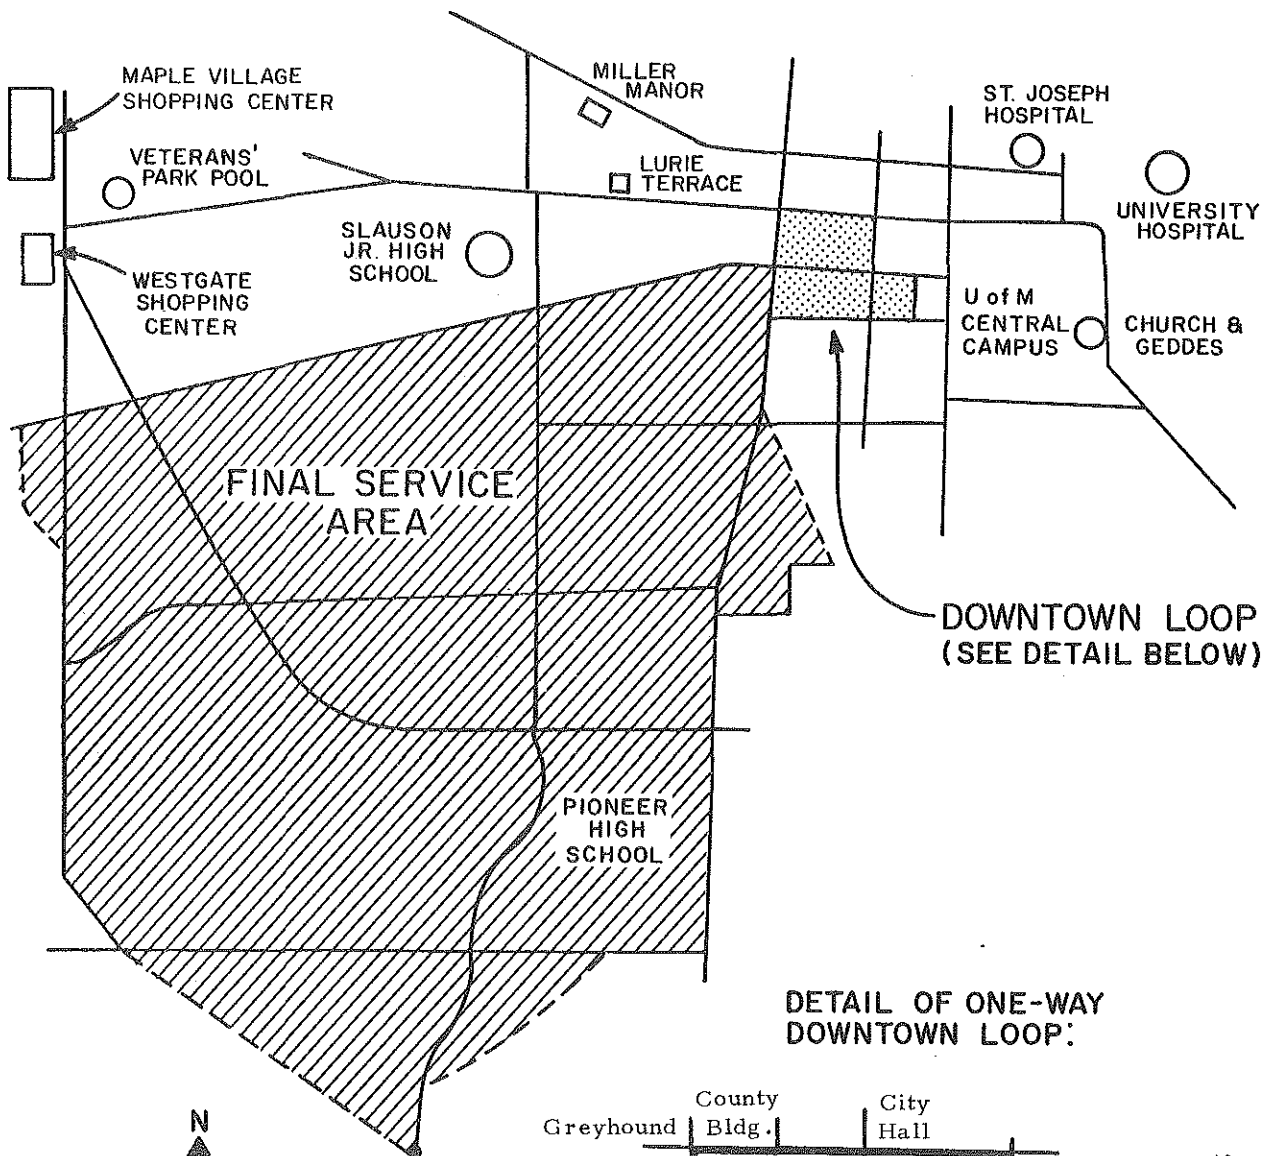 MAPLE VILLAGE
SHOPPING CENTER
MILLER
MANOR
ST. JOSEPH
HOSPITAL
VETERANS'
PARK POOL
LURIE
TERRACE
UNIVERSITY
HOSPITAL
SLAUSON
JR. HIGH
SCHOOL
WESTGATE
SHOPPING
CENTER
U of M
CENTRAL
CAMPUS
CHURCH &
GEDDES
FINAL SERVICE
AREA
DOWNTOWN LOOP
(SEE DETAIL BELOW)
PIONEER
HIGH
SCHOOL
DETAIL OF ONE-WAY
DOWNTOWN LOOP:
N
Greyhound
County
Bldg.
City
Hall